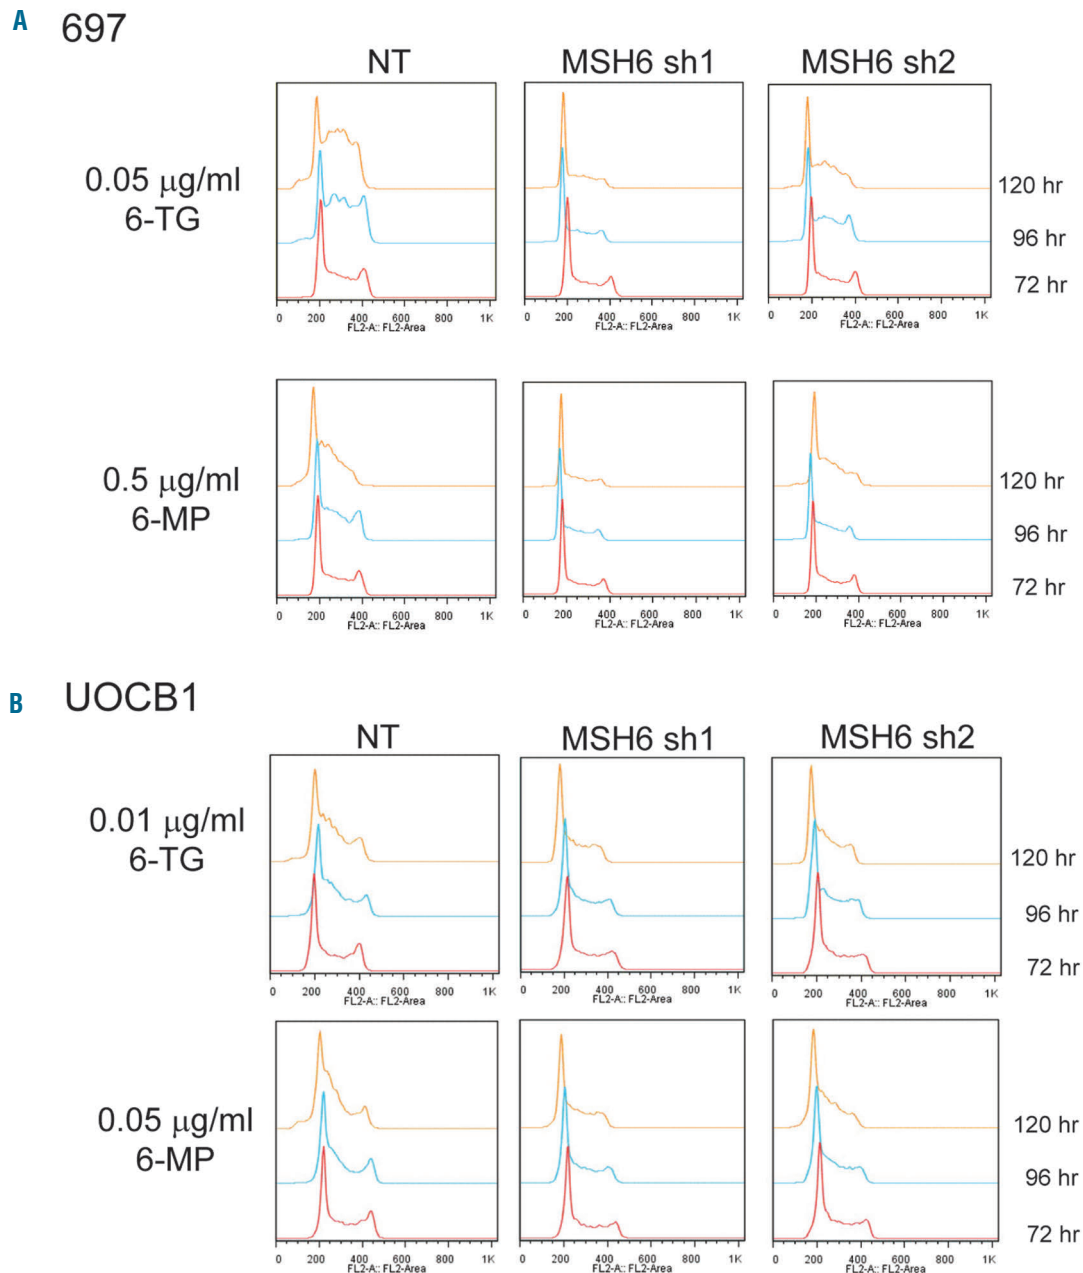 A 697
NT MSH6 sh1 MSH6 sh2
0.05 μg/ml
6-TG
120 hr
96 hr
72 hr
0 200 400 600 800 1K
FL2-A:: FL2-Area
0 200 400 600 800 1K
FL2-A:: FL2-Area
0 200 400 600 800 1K
FL2-A:: FL2-Area
0.5 μg/ml
6-MP
120 hr
96 hr
72 hr
0 200 400 600 800 1K
FL2-A:: FL2-Area
0 200 400 600 800 1K
FL2-A:: FL2-Area
0 200 400 600 800 1K
FL2-A:: FL2-Area
B UOCB1
NT MSH6 sh1 MSH6 sh2
0.01 μg/ml
6-TG
120 hr
96 hr
72 hr
0 200 400 600 800 1K
FL2-A:: FL2-Area
0 200 400 600 800 1K
FL2-A:: FL2-Area
0 200 400 600 800 1K
FL2-A:: FL2-Area
0.05 μg/ml
6-MP
120 hr
96 hr
72 hr
0 200 400 600 800 1K
FL2-A:: FL2-Area
0 200 400 600 800 1K
FL2-A:: FL2-Area
0 200 400 600 800 1K
FL2-A:: FL2-Area